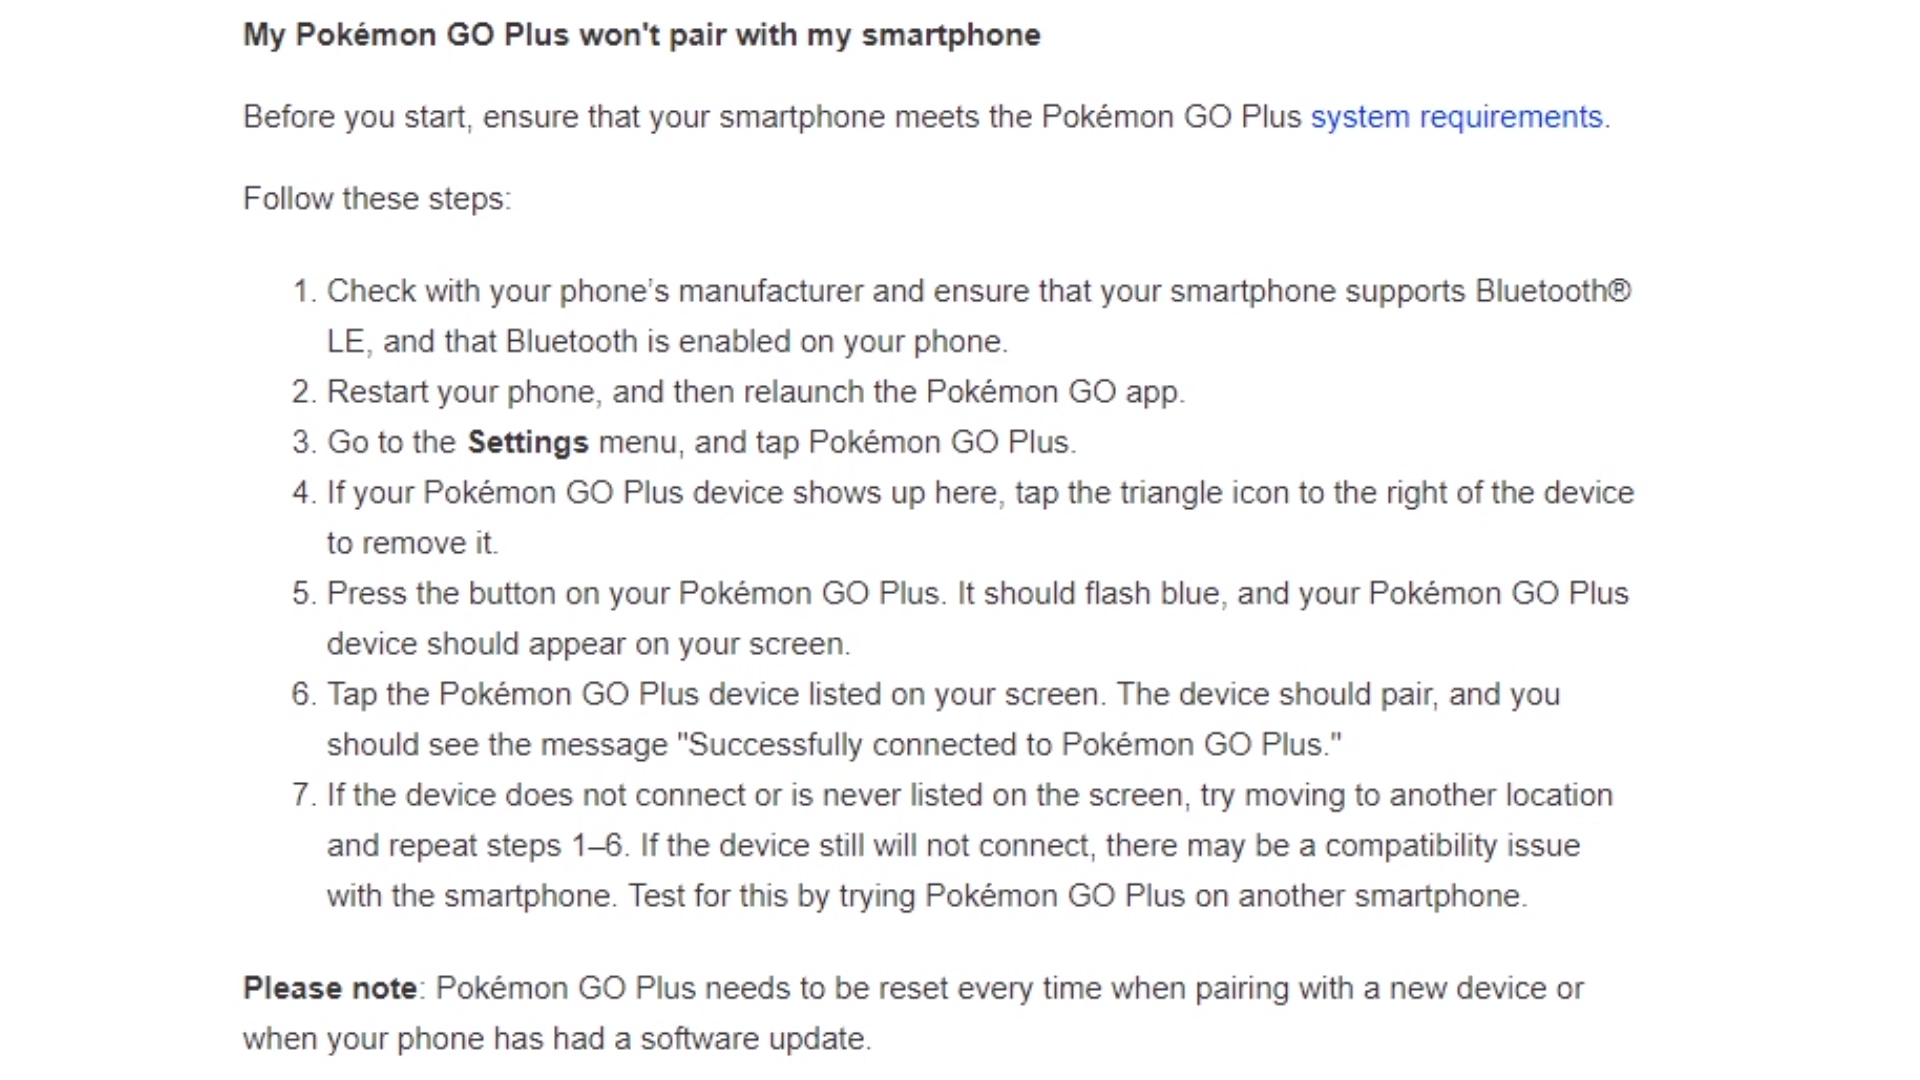 My Pokémon GO Plus won't pair with my smartphone
Before you start, ensure that your smartphone meets the Pokémon GO Plus system requirements.
Follow these steps:
1. Check with your phone’s manufacturer and ensure that your smartphone supports Bluetooth®
LE, and that Bluetooth is enabled on your phone.
2. Restart your phone, and then relaunch the Pokémon GO app.
3. Go to the Settings menu, and tap Pokémon GO Plus.
4. If your Pokémon GO Plus device shows up here, tap the triangle icon to the right of the device
to remove it.
5. Press the button on your Pokémon GO Plus. It should flash blue, and your Pokémon GO Plus
device should appear on your screen.
6. Tap the Pokémon GO Plus device listed on your screen. The device should pair, and you
should see the message "Successfully connected to Pokémon GO Plus."
7. If the device does not connect or is never listed on the screen, try moving to another location
and repeat steps 1–6. If the device still will not connect, there may be a compatibility issue
with the smartphone. Test for this by trying Pokémon GO Plus on another smartphone.
Please note: Pokémon GO Plus needs to be reset every time when pairing with a new device or
when your phone has had a software update.